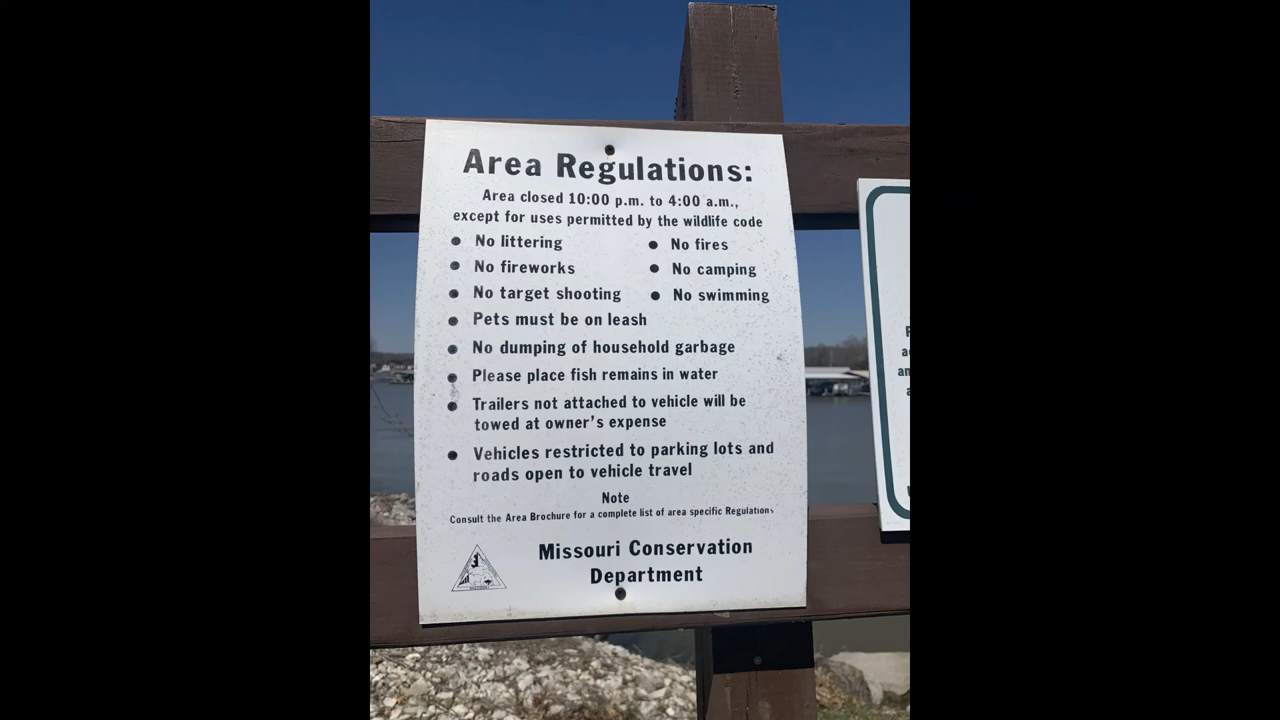 Area Regulations:
Area closed 10:00 p.m. to 4:00 a.m.,
except for uses permitted by the wildlife code
• No littering
• No fires
• No fireworks
• No camping
• No target shooting
• No swimming
• Pets must be on leash
• No dumping of household garbage
• Please place fish remains in water
• Trailers not attached to vehicle will be
towed at owner's expense
• Vehicles restricted to parking lots and
roads open to vehicle travel
Note
Consult the Area Brochure for a complete list of area specific Regulations
Missouri Conservation
Department